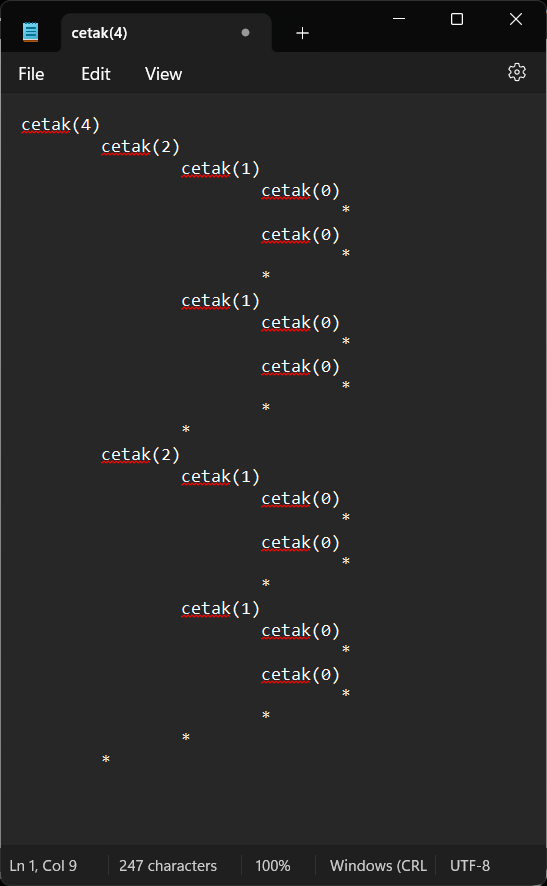 cetak(4)
File Edit View
cetak(4)
cetak(2)
cetak(1)
cetak(0)
*
cetak(0)
*
*
cetak(1)
cetak(0)
*
cetak(0)
*
*
*
cetak(2)
cetak(1)
cetak(0)
*
cetak(0)
*
*
cetak(1)
cetak(0)
*
cetak(0)
*
*
*
*
Ln 1, Col 9 247 characters 100% Windows (CRL UTF-8